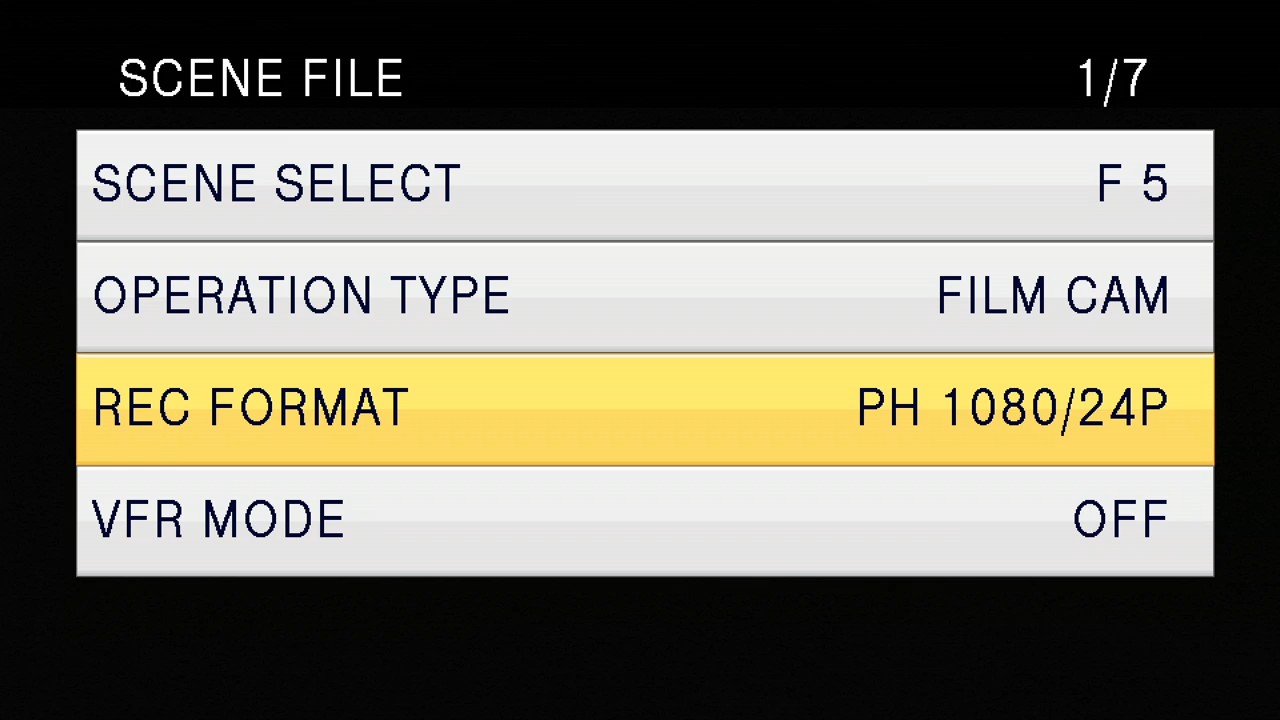 SCENE FILE 1/7
SCENE SELECT F 5
OPERATION TYPE FILM CAM
REC FORMAT PH 1080/24P
VFR MODE OFF